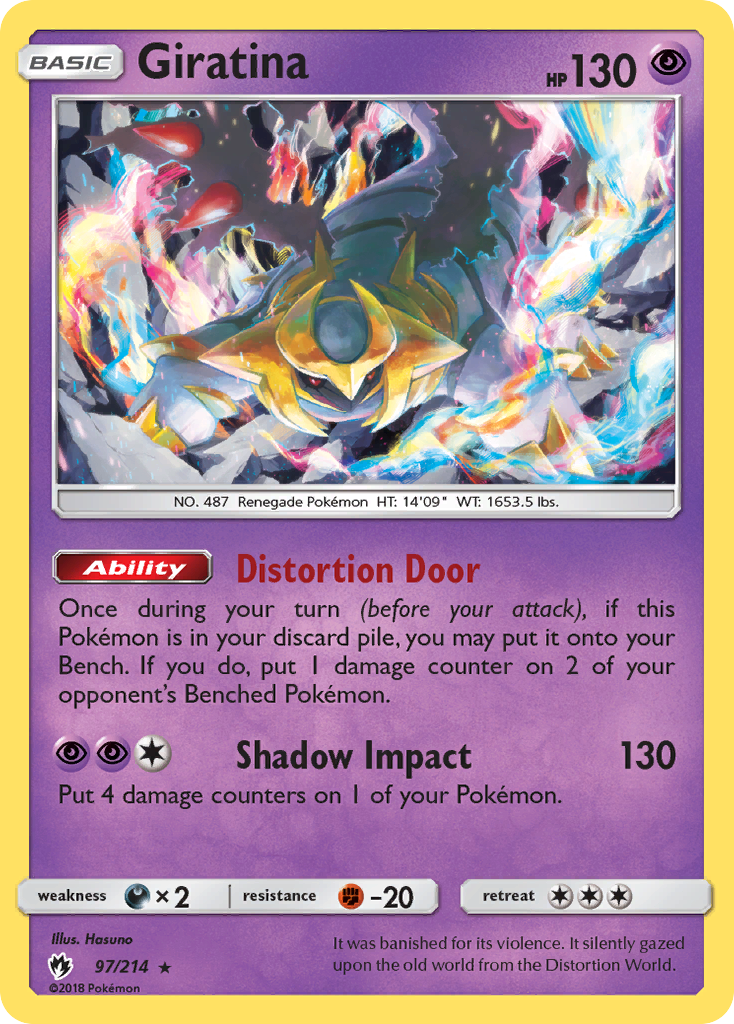 BASIC Giratina HP 130
NO. 487 Renegade Pokémon HT: 14'09" WT: 1653.5 lbs.
Ability Distortion Door
Once during your turn (before your attack), if this
Pokémon is in your discard pile, you may put it onto your
Bench. If you do, put 1 damage counter on 2 of your
opponent's Benched Pokémon.
Shadow Impact 130
Put 4 damage counters on 1 of your Pokémon.
weakness ×2 resistance -20 retreat
Illus. Hasuno
97/214
©2018 Pokémon
It was banished for its violence. It silently gazed
upon the old world from the Distortion World.